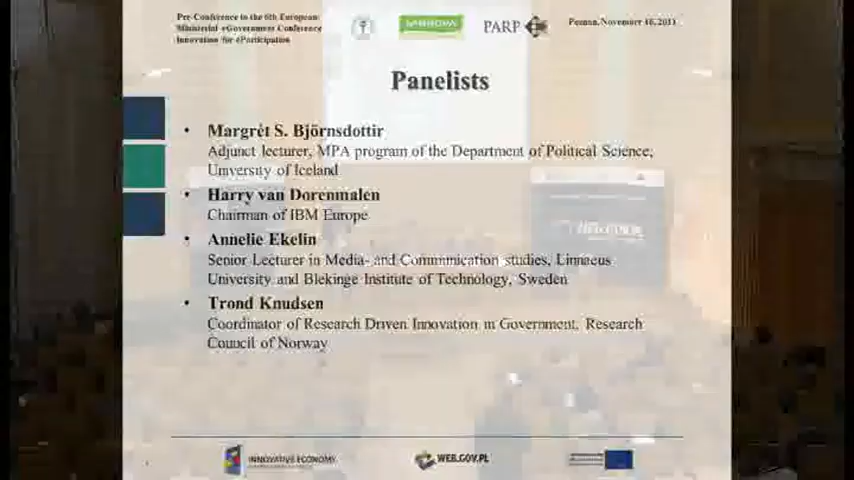 Pre-Conference to the 6th European
Ministerial eGovernment Conference
Innovation for eParticipation
PARP
Poznan, November 16, 2011
Panelists
• Margrét S. Björnsdottir
Adjunct lecturer, MPA program of the Department of Political Science,
University of Iceland
• Harry van Dorenmalen
Chairman of IBM Europe
• Annelie Ekelin
Senior Lecturer in Media- and Communication studies, Linnaeus
University and Blekinge Institute of Technology, Sweden
• Trond Knudsen
Coordinator of Research Driven Innovation in Government, Research
Council of Norway
INNOVATIVE ECONOMY
WEB.GOV.PL